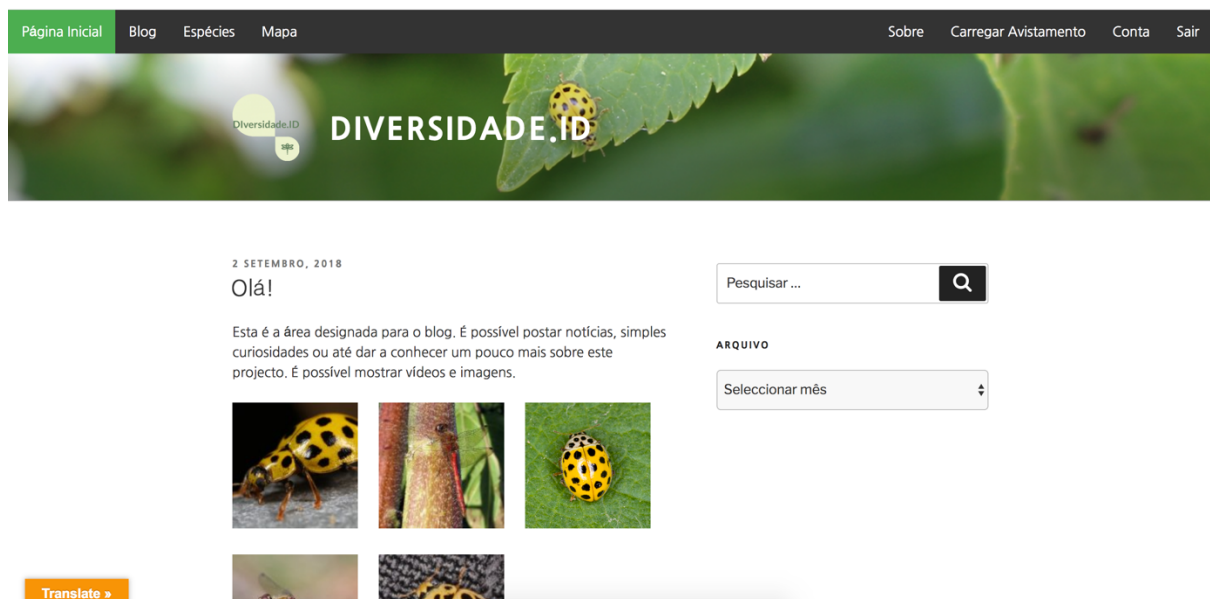 Página Inicial Blog Espécies Mapa Sobre Carregar Avistamento Conta Sair
DIversidade.ID
DIVERSIDADE.ID
2 SETEMBRO, 2018
Olá!
Esta é a área designada para o blog. É possível postar notícias, simples
curiosidades ou até dar a conhecer um pouco mais sobre este
projecto. É possível mostrar vídeos e imagens.
Pesquisar ...
ARQUIVO
Seleccionar mês
Translate »